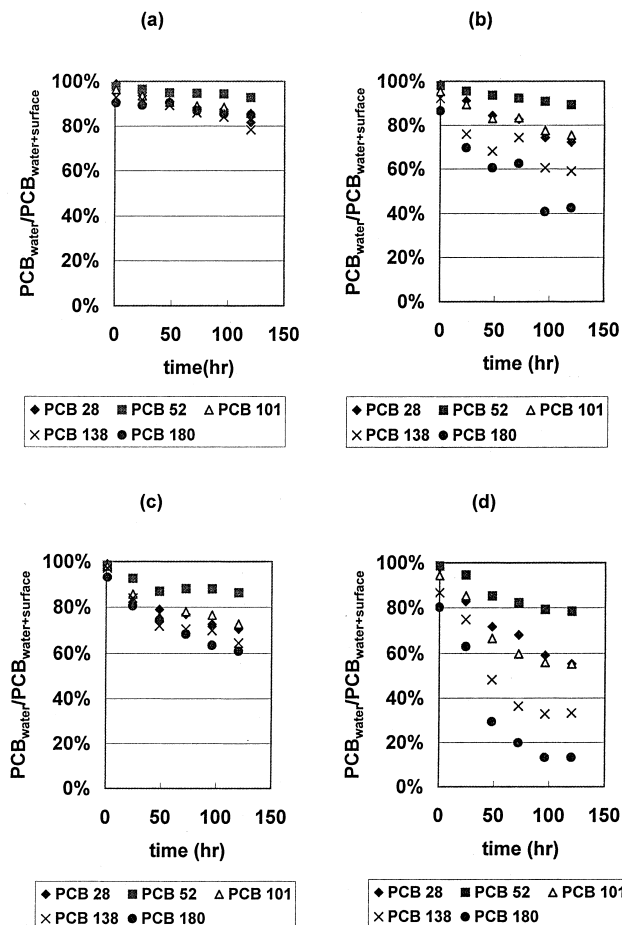 (a)
100%
80%
60%
40%
20%
0%
PCBwater/PCBwater+surface
0 50 100 150
time(hr)
◆ PCB 28 ■ PCB 52 △ PCB 101
× PCB 138 ● PCB 180
(b)
100%
80%
60%
40%
20%
0%
PCBwater/PCBwater+surface
0 50 100 150
time (hr)
◆ PCB 28 ■ PCB 52 △ PCB 101
× PCB 138 ● PCB 180
(c)
100%
80%
60%
40%
20%
0%
PCBwater/PCBwater+surface
0 50 100 150
time (hr)
◆ PCB 28 ■ PCB 52 △ PCB 101
× PCB 138 ● PCB 180
(d)
100%
80%
60%
40%
20%
0%
PCBwater/PCBwater+surface
0 50 100 150
time (hr)
◆ PCB 28 ■ PCB 52 △ PCB 101
× PCB 138 ● PCB 180